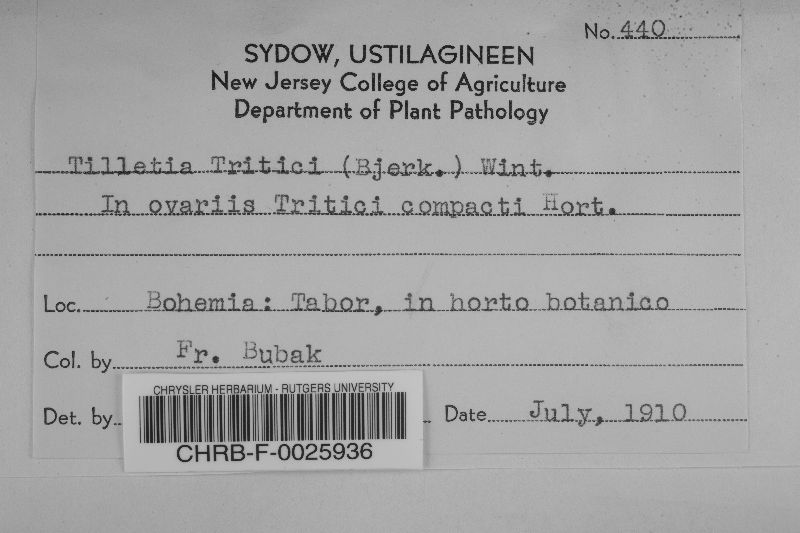 No. 440
SYDOW, USTILAGINEEN
New Jersey College of Agriculture
Department of Plant Pathology
Tilletia Tritici (Bjerk.) Wint.
In ovariis Tritici compacti Hort.
Loc. Bohemia: Tabor, in horto botanico
Col. by Fr. Bubak
Det. by
Date July, 1910
CHRYSLER HERBARIUM - RUTGERS UNIVERSITY
CHRB-F-0025936